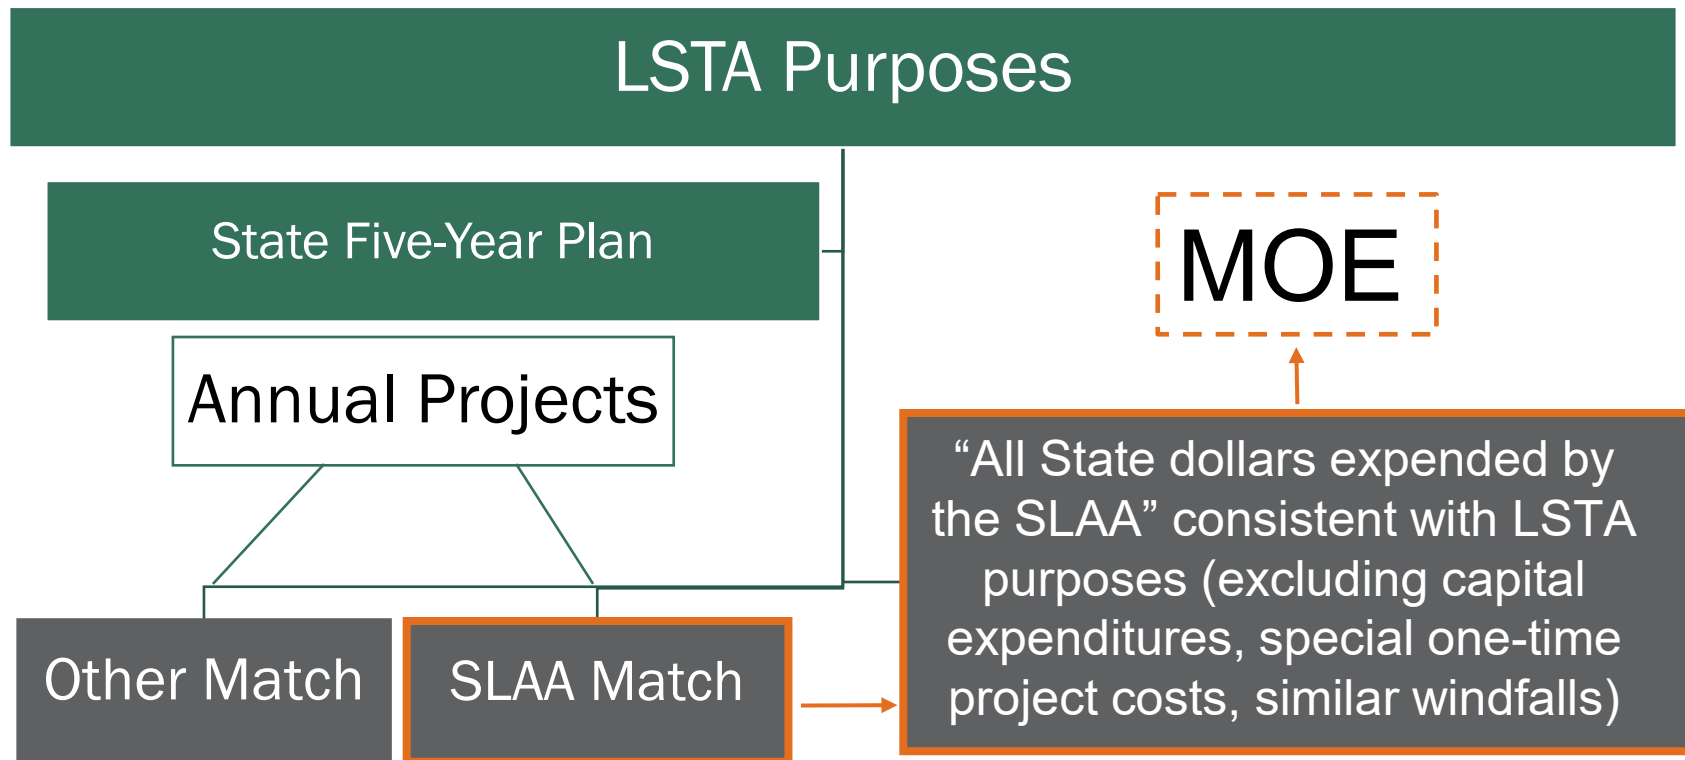 LSTA Purposes
State Five-Year Plan
MOE
Annual Projects
“All State dollars expended by
the SLAA” consistent with LSTA
purposes (excluding capital
expenditures, special one-time
project costs, similar windfalls)
Other Match
SLAA Match